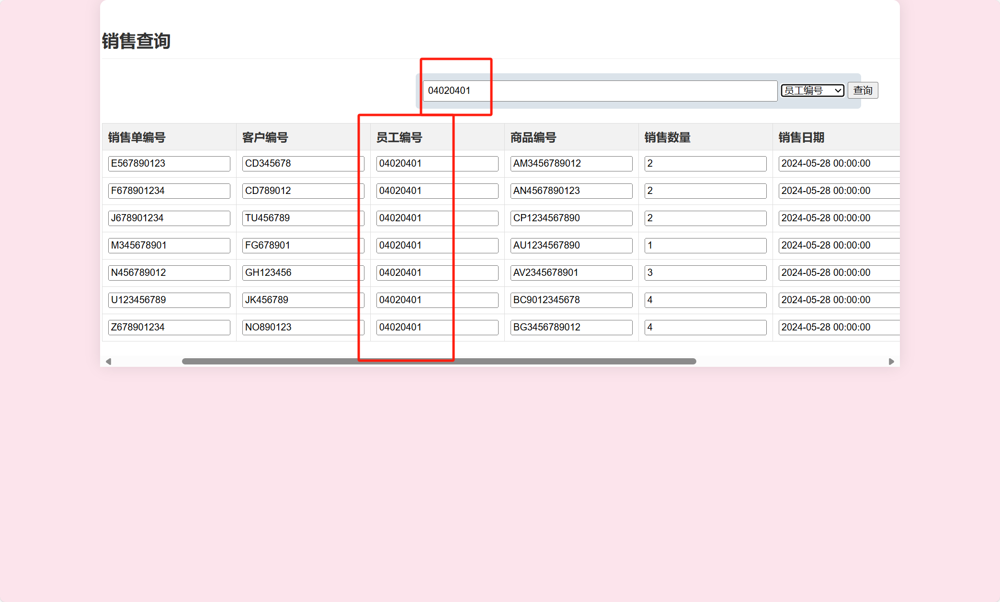 销售查询
04020401 员工编号 查询
销售单编号 客户编号 员工编号 商品编号 销售数量 销售日期
E567890123 CD345678 04020401 AM3456789012 2 2024-05-28 00:00:00
F678901234 CD789012 04020401 AN4567890123 2 2024-05-28 00:00:00
J678901234 TU456789 04020401 CP1234567890 2 2024-05-28 00:00:00
M345678901 FG678901 04020401 AU1234567890 1 2024-05-28 00:00:00
N456789012 GH123456 04020401 AV2345678901 3 2024-05-28 00:00:00
U123456789 JK456789 04020401 BC9012345678 4 2024-05-28 00:00:00
Z678901234 NO890123 04020401 BG3456789012 4 2024-05-28 00:00:00